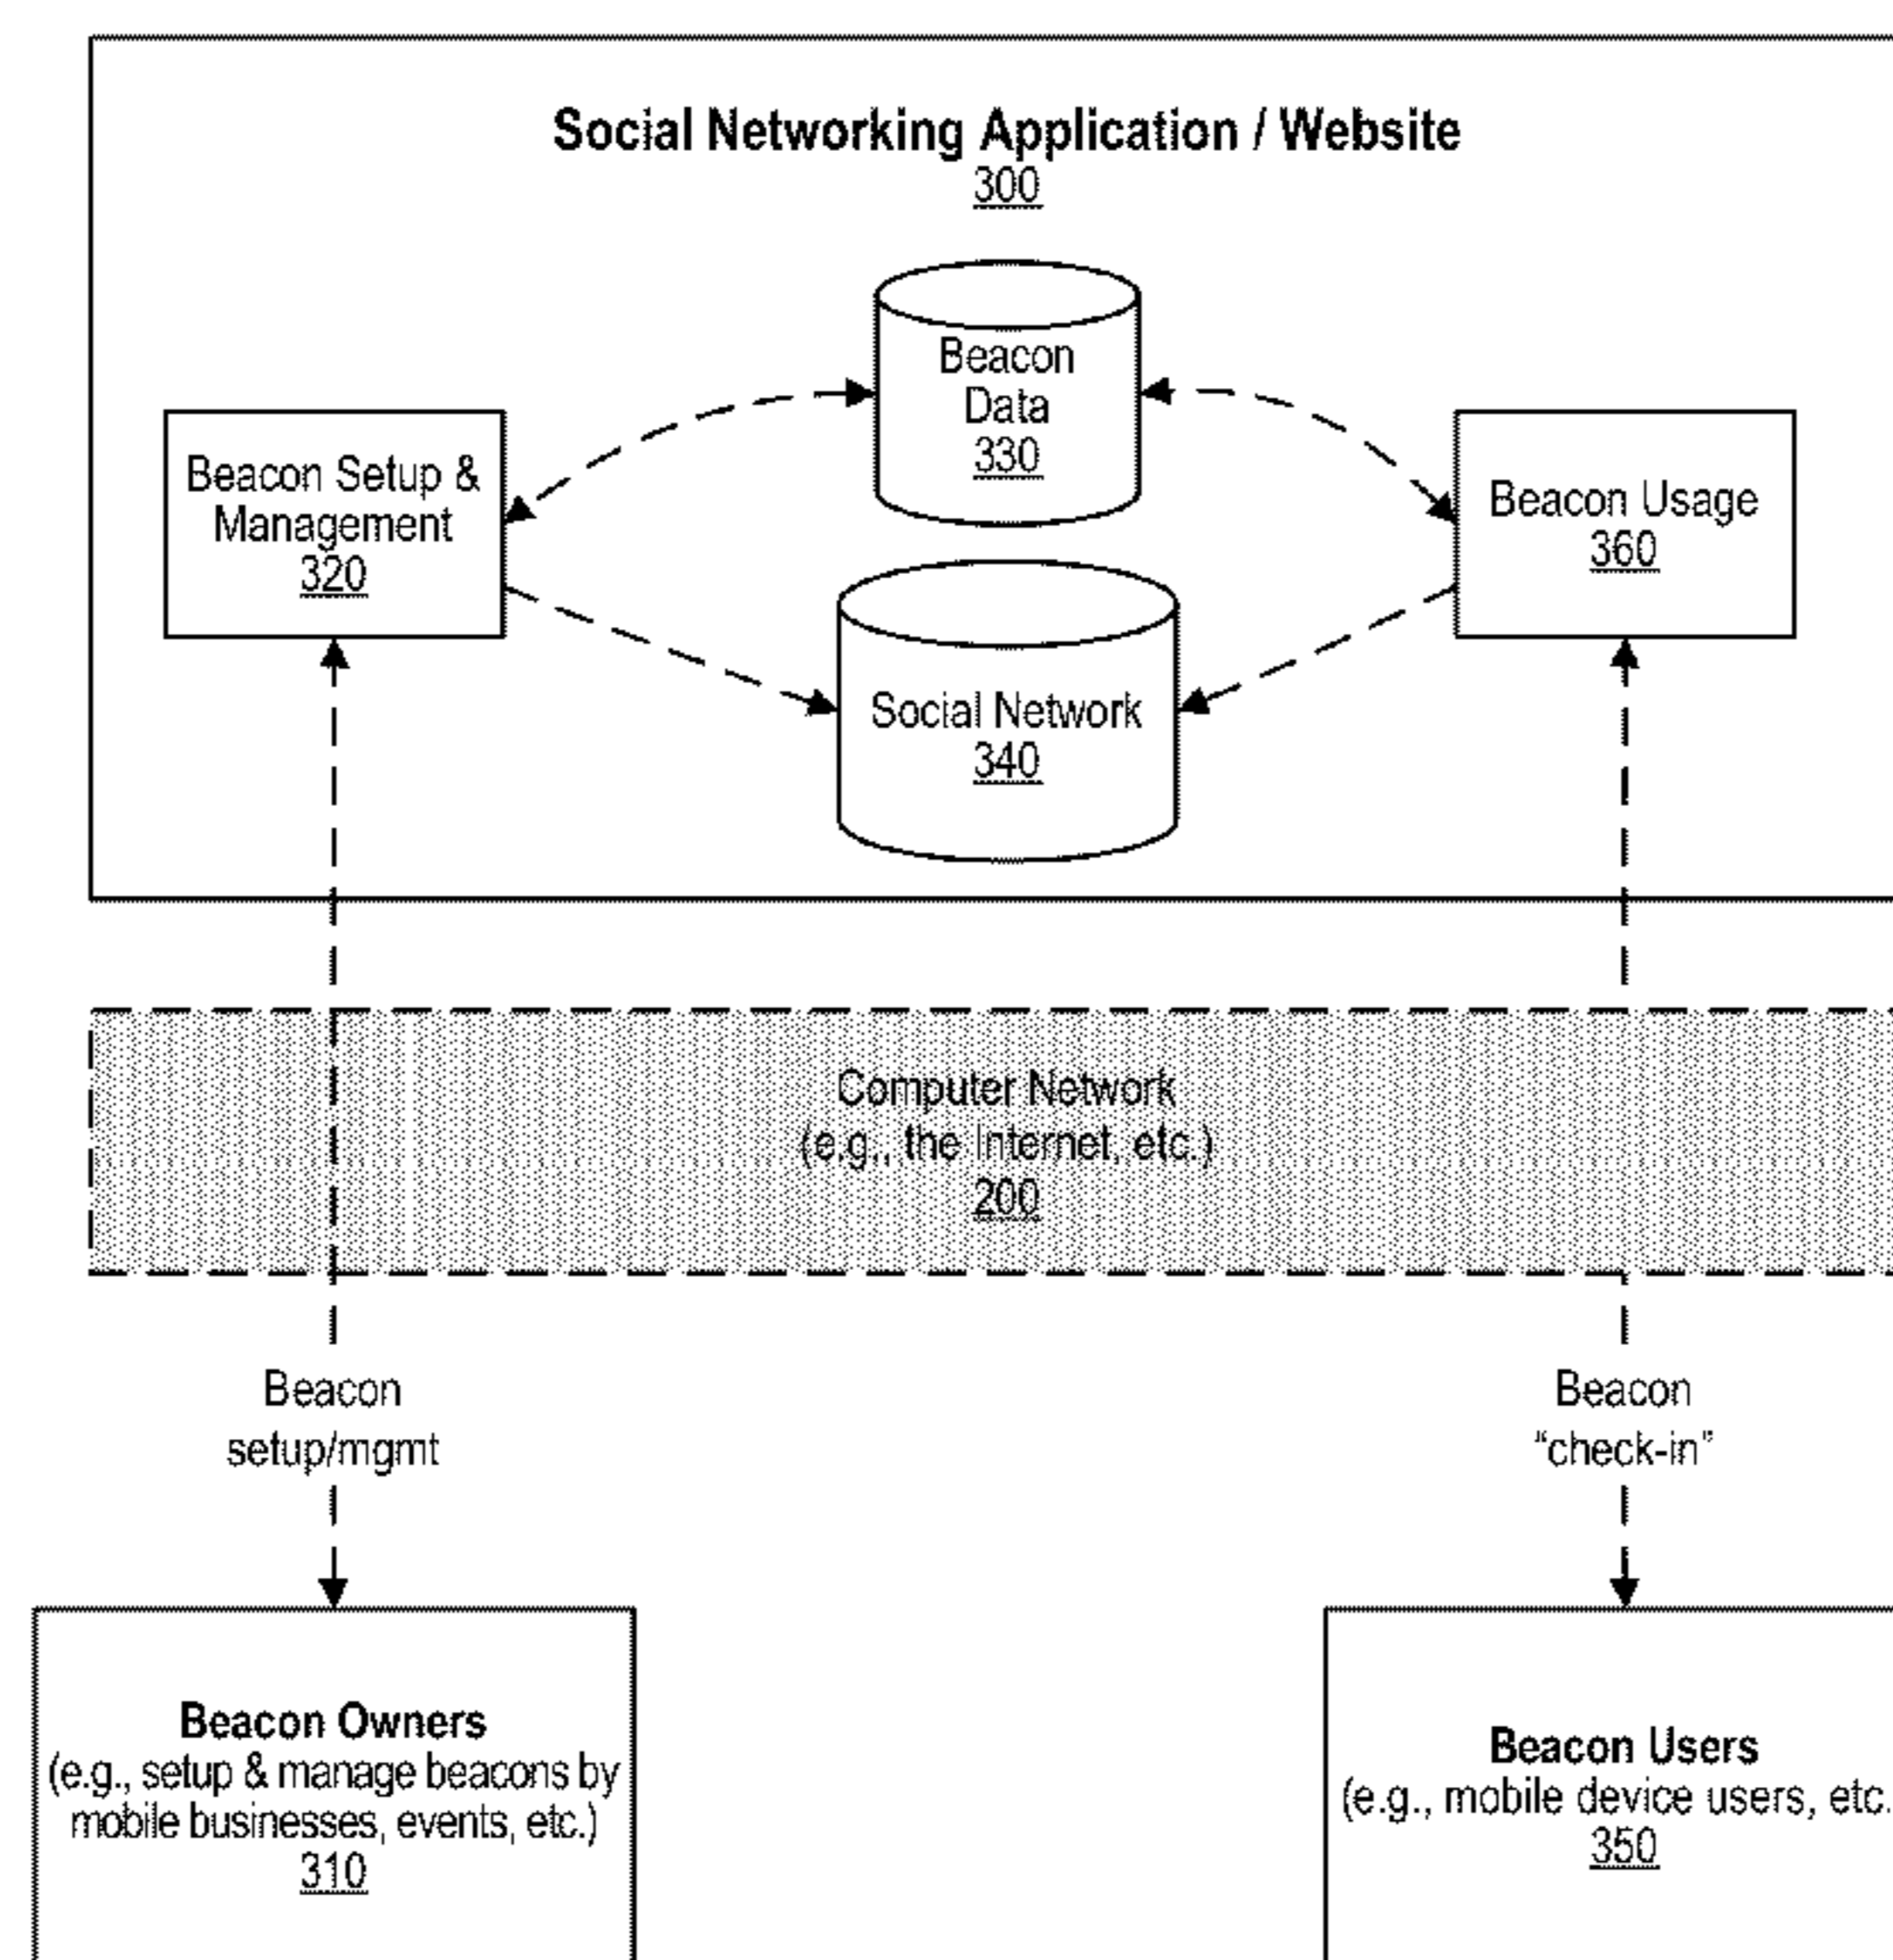 Social Networking Application / Website
300
Beacon
Data
330
Beacon Setup &
Management
320
Beacon Usage
360
Social Network
340
Computer Network
(e.g., the Internet, etc.)
200
Beacon
setup/mgmt
Beacon
“check-in”
Beacon Owners
(e.g., setup & manage beacons by
mobile businesses, events, etc.)
310
Beacon Users
(e.g., mobile device users, etc.
350